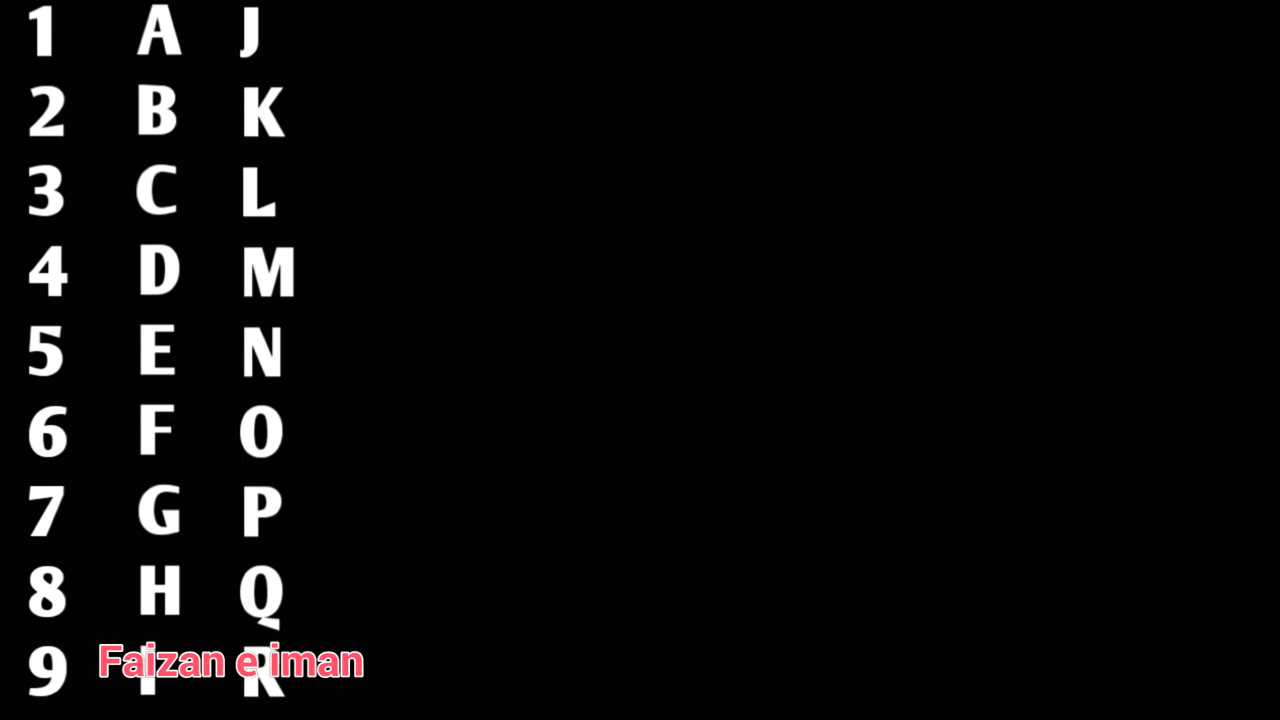 1 A J
2 B K
3 C L
4 D M
5 E N
6 F O
7 G P
8 H Q
9 I R
Faizan e iman